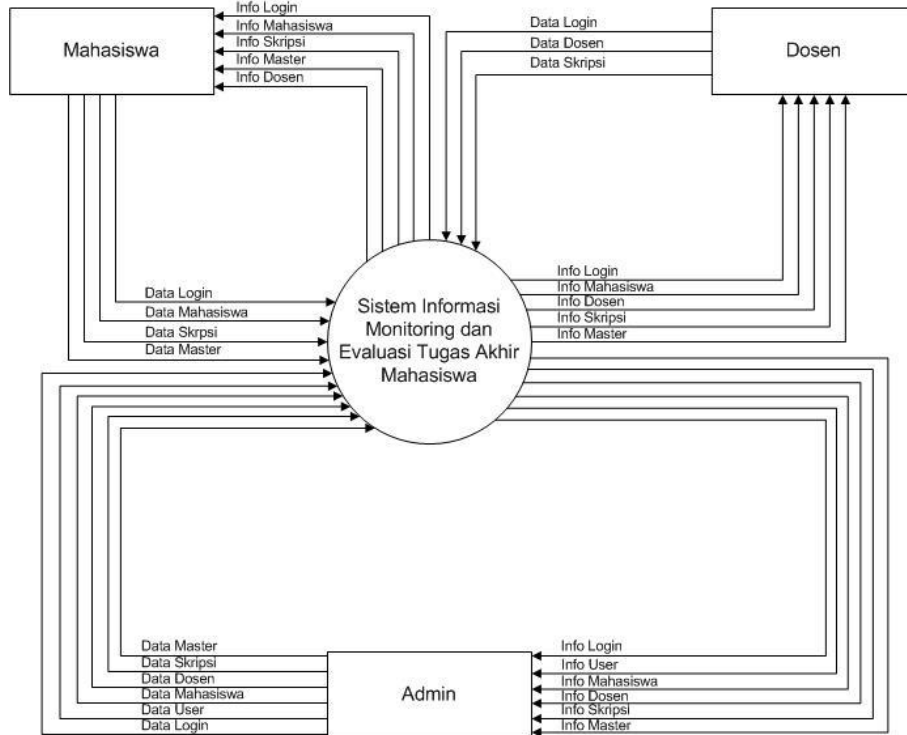 Info Login
Info Mahasiswa
Info Skripsi
Info Master
Info Dosen
Mahasiswa
Data Login
Data Dosen
Data Skripsi
Dosen
Data Login
Data Mahasiswa
Data Skrpsi
Data Master
Sistem Informasi
Monitoring dan
Evaluasi Tugas Akhir
Mahasiswa
Info Login
Info Mahasiswa
Info Dosen
Info Skripsi
Info Master
Data Master
Data Skripsi
Data Dosen
Data Mahasiswa
Data User
Data Login
Admin
Info Login
Info User
Info Mahasiswa
Info Dosen
Info Skripsi
Info Master